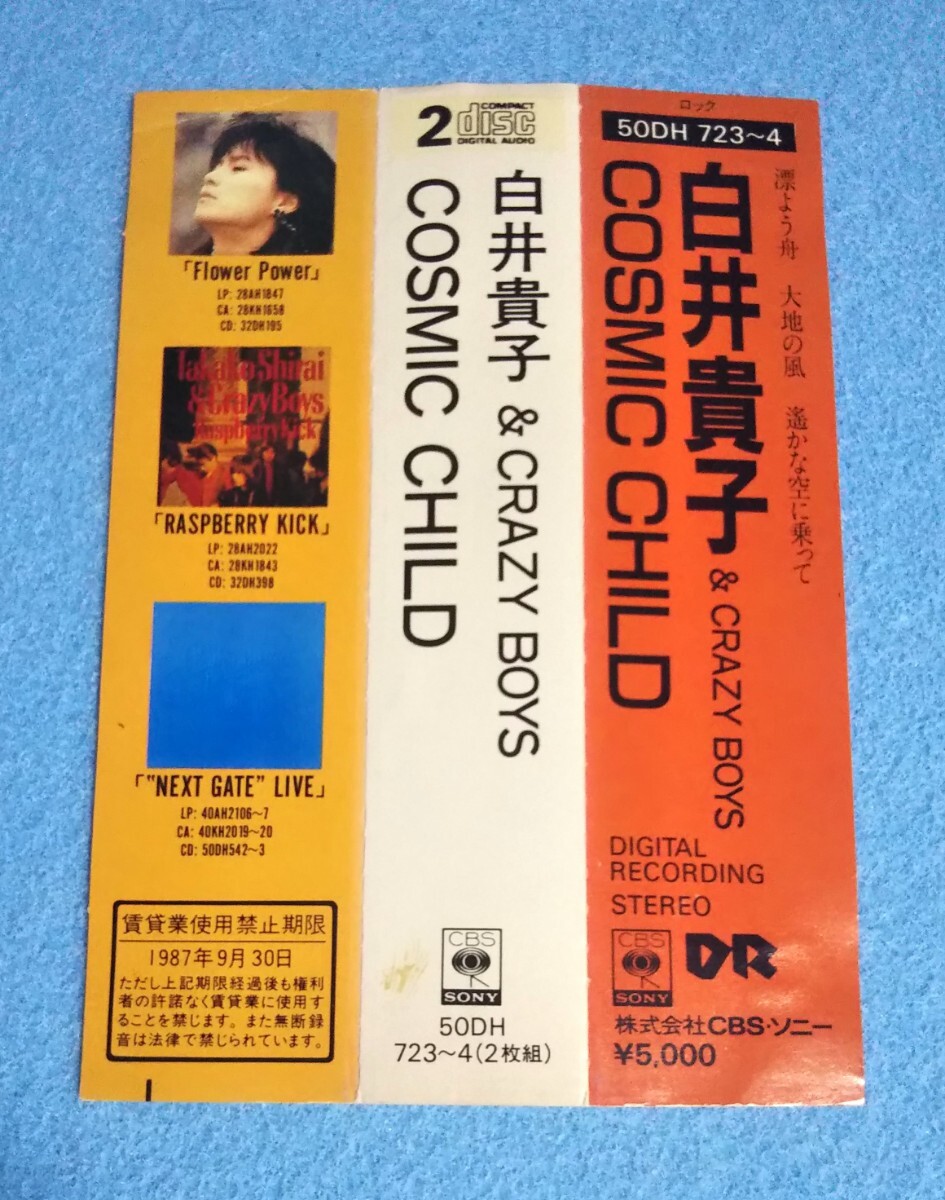 「Flower Power」
LP: 28AH1847
CA: 28KH1658
CD: 32DH195
Takako Shirai
& Crazy Boys
Raspberry Kick
「RASPBERRY KICK」
LP: 28AH2022
CA: 28KH1843
CD: 32DH398
「"NEXT GATE" LIVE」
LP: 40AH2106〜7
CA: 40KH2019〜20
CD: 50DH542〜3
賃貸業使用禁止期限
1987年9月30日
ただし上記期限経過後も権利
者の許諾なく賃貸業に使用す
ることを禁じます。また無断録
音は法律で禁じられています。
2 COMPACT
disc
DIGITAL AUDIO
白井貴子 & CRAZY BOYS
COSMIC CHILD
CBS
SONY
50DH
723〜4(2枚組)
ロック
50DH 723〜4
漂よう舟 大地の風 遙かな空に乗って
白井貴子 & CRAZY BOYS
COSMIC CHILD
DIGITAL
RECORDING
STEREO
CBS
SONY
DR
株式会社CBS・ソニー
¥5,000